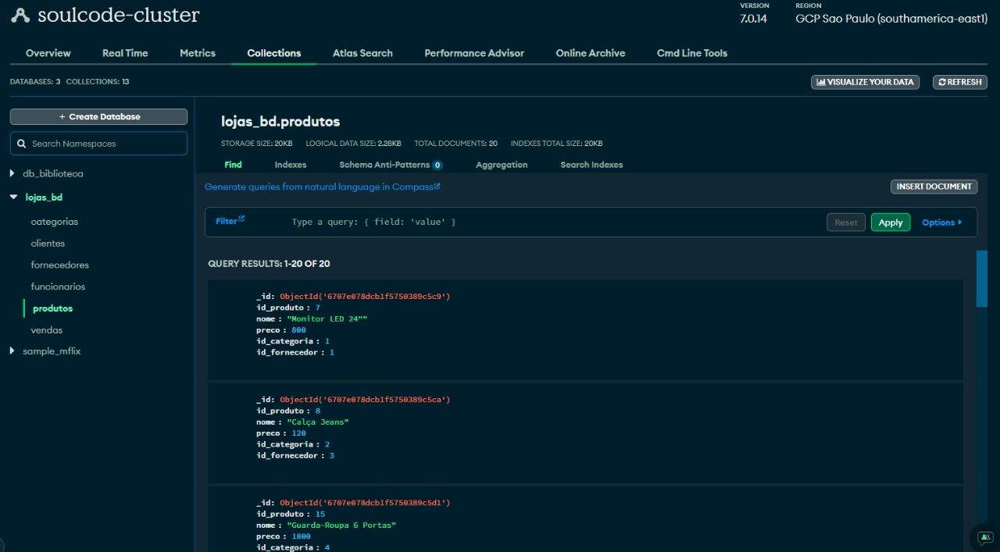 soulcode-cluster
VERSION
7.0.14
REGION
GCP Sao Paulo (southamerica-east1)
Overview Real Time Metrics Collections Atlas Search Performance Advisor Online Archive Cmd Line Tools
DATABASES: 3 COLLECTIONS: 13
VISUALIZE YOUR DATA
REFRESH
+ Create Database
Search Namespaces
db_biblioteca
lojas_bd
categorias
clientes
fornecedores
funcionarios
produtos
vendas
sample_mflix
lojas_bd.produtos
STORAGE SIZE: 20KB LOGICAL DATA SIZE: 2.28KB TOTAL DOCUMENTS: 20 INDEXES TOTAL SIZE: 20KB
Find Indexes Schema Anti-Patterns 0 Aggregation Search Indexes
Generate queries from natural language in Compass
INSERT DOCUMENT
Filter Type a query: { field: 'value' } Reset Apply Options
QUERY RESULTS: 1-20 OF 20
_id: ObjectId('6707e078dcb1f5750389c5c9')
id_produto : 7
nome : "Monitor LED 24""
preco : 800
id_categoria : 1
id_fornecedor : 1
_id: ObjectId('6707e078dcb1f5750389c5ca')
id_produto : 8
nome : "Calça Jeans"
preco : 120
id_categoria : 2
id_fornecedor : 3
_id: ObjectId('6707e078dcb1f5750389c5d1')
id_produto : 15
nome : "Guarda-Roupa 6 Portas"
preco : 1800
id_categoria : 4